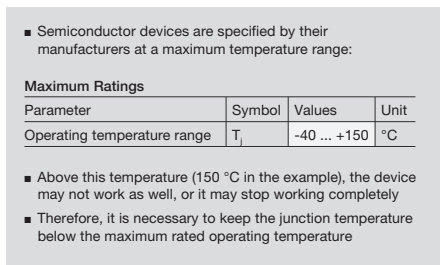 ■ Semiconductor devices are specified by their
manufacturers at a maximum temperature range:
Maximum Ratings
Parameter Symbol Values Unit
Operating temperature range Tj -40 ... +150 °C
■ Above this temperature (150 °C in the example), the device
may not work as well, or it may stop working completely
■ Therefore, it is necessary to keep the junction temperature
below the maximum rated operating temperature